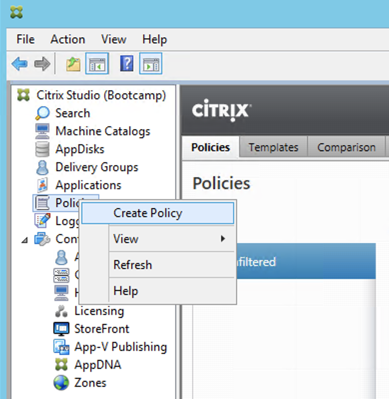 File Action View Help
Citrix Studio (Bootcamp)
Search
Machine Catalogs
AppDisks
Delivery Groups
Applications
Polic
Logg
Con
A
H
Licensing
StoreFront
App-V Publishing
AppDNA
Zones
Create Policy
View
Refresh
Help
CITRIX
Policies Templates Comparison
Policies
nfiltered